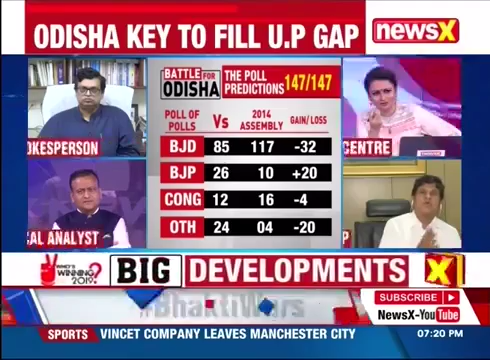 ODISHA KEY TO FILL U.P GAP
newsX
BATTLE FOR ODISHA
THE POLL PREDICTIONS 147/147
POLL OF POLLS Vs 2014 ASSEMBLY GAIN/LOSS
BJD 85 117 -32
BJP 26 10 +20
CONG 12 16 -4
OTH 24 04 -20
OKESPERSON
CENTRE
CAL ANALYST
P
WHO'S WINNING? 2019
BIG DEVELOPMENTS X
#BhaktiWars
SUBSCRIBE
NewsX-YouTube
SPORTS VINCET COMPANY LEAVES MANCHESTER CITY 07:20 PM